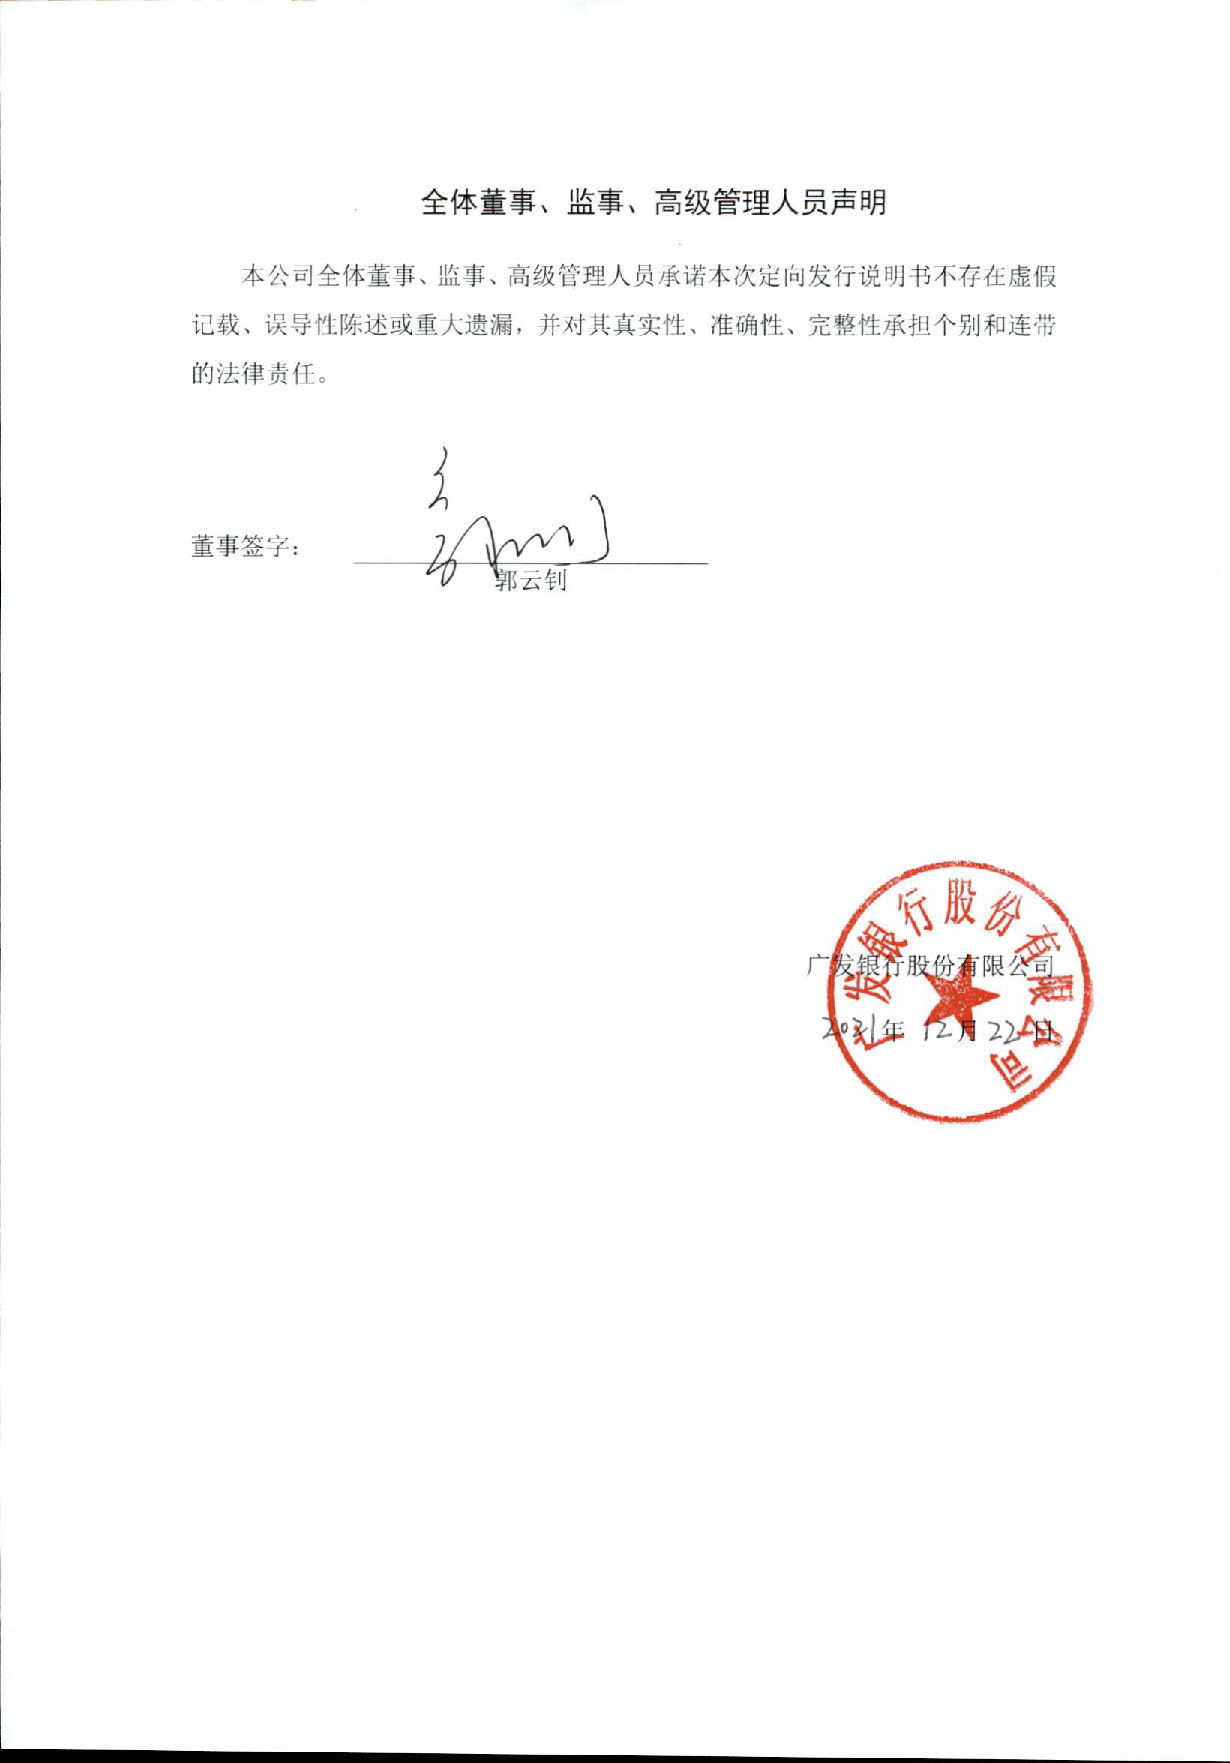 全体董事、监事、高级管理人员声明
本公司全体董事、监事、高级管理人员承诺本次定向发行说明书不存在虚假
记载、误导性陈述或重大遗漏，并对其真实性、准确性、完整性承担个别和连带
的法律责任。
董事签字：
郭云钊
广发银行股份有限公司
广发银行股份有限公司
2021年 12月22日